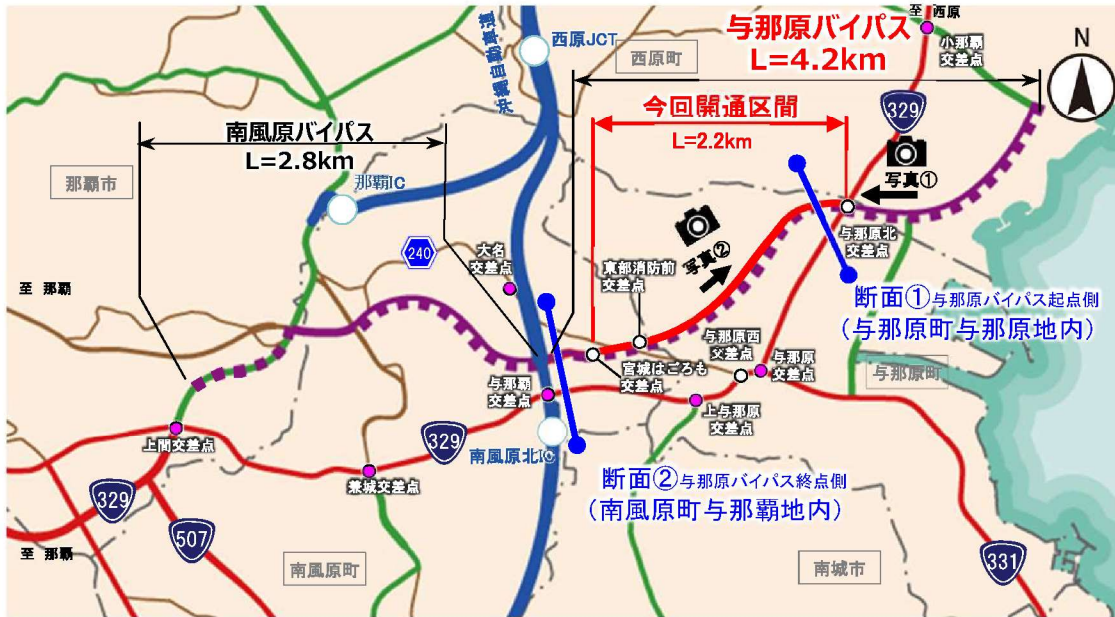 至
西原
与那原バイパス
L=4.2km
小那覇
交差点
N
西原JCT
西原町
沖縄自動車道
今回開通区間
L=2.2km
329
写真①
南風原バイパス
L=2.8km
那覇市
那覇IC
与那原北
交差点
240
大名
交差点
写真②
東部消防前
交差点
至 那覇
断面①与那原バイパス起点側
(与那原町与那原地内)
与那原西
交差点
与那原
交差点
与那原町
宮城はごろも
交差点
与那覇
交差点
上与那原
交差点
329
上間交差点
南風原北IC
兼城交差点
断面②与那原バイパス終点側
(南風原町与那覇地内)
329
507
至 那覇
南風原町
南城市
331